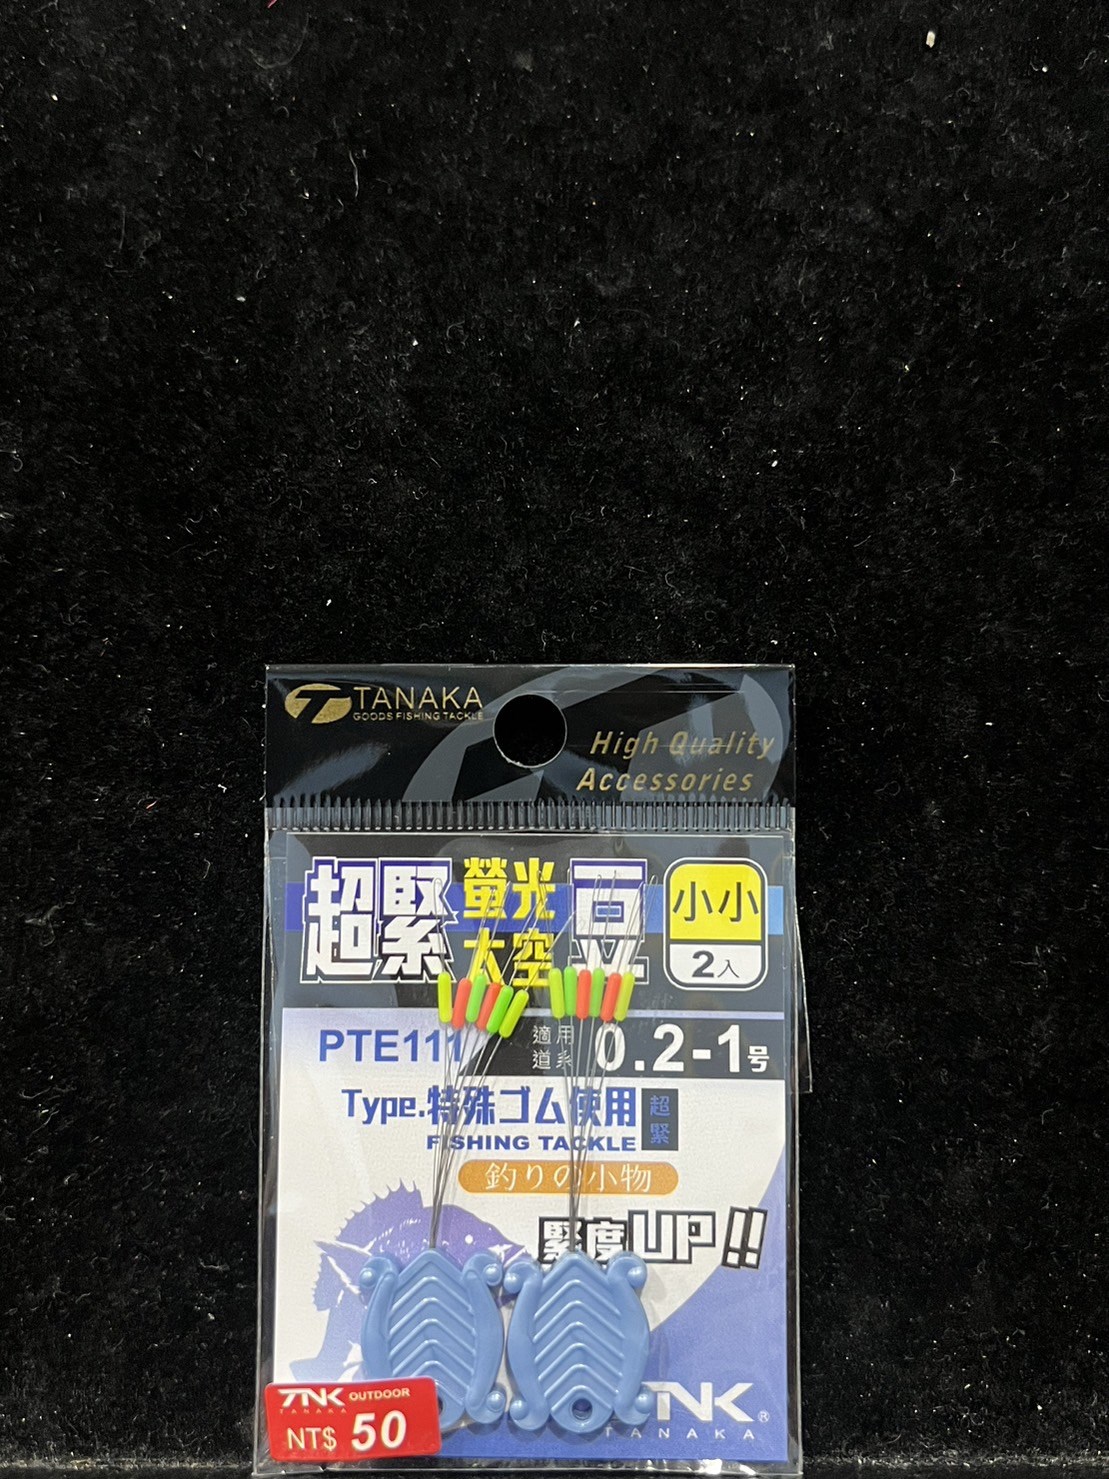 TANAKA
GOODS FISHING TACKLE
High Quality
Accessories
超緊 螢光太空豆 小小
2入
PTE111 適用道糸 0.2-1号
Type.特殊ゴム使用 超緊
FISHING TACKLE
釣りの小物
緊度UP!!
TNK OUTDOOR
TANAKA
NT$ 50
TNK®
TANAKA